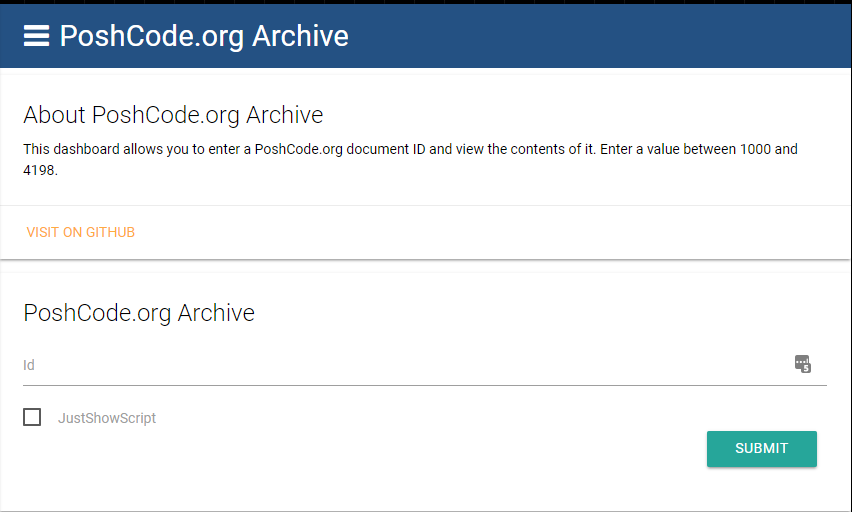 PoshCode.org Archive
About PoshCode.org Archive
This dashboard allows you to enter a PoshCode.org document ID and view the contents of it. Enter a value between 1000 and
4198.
VISIT ON GITHUB
PoshCode.org Archive
Id
JustShowScript
SUBMIT